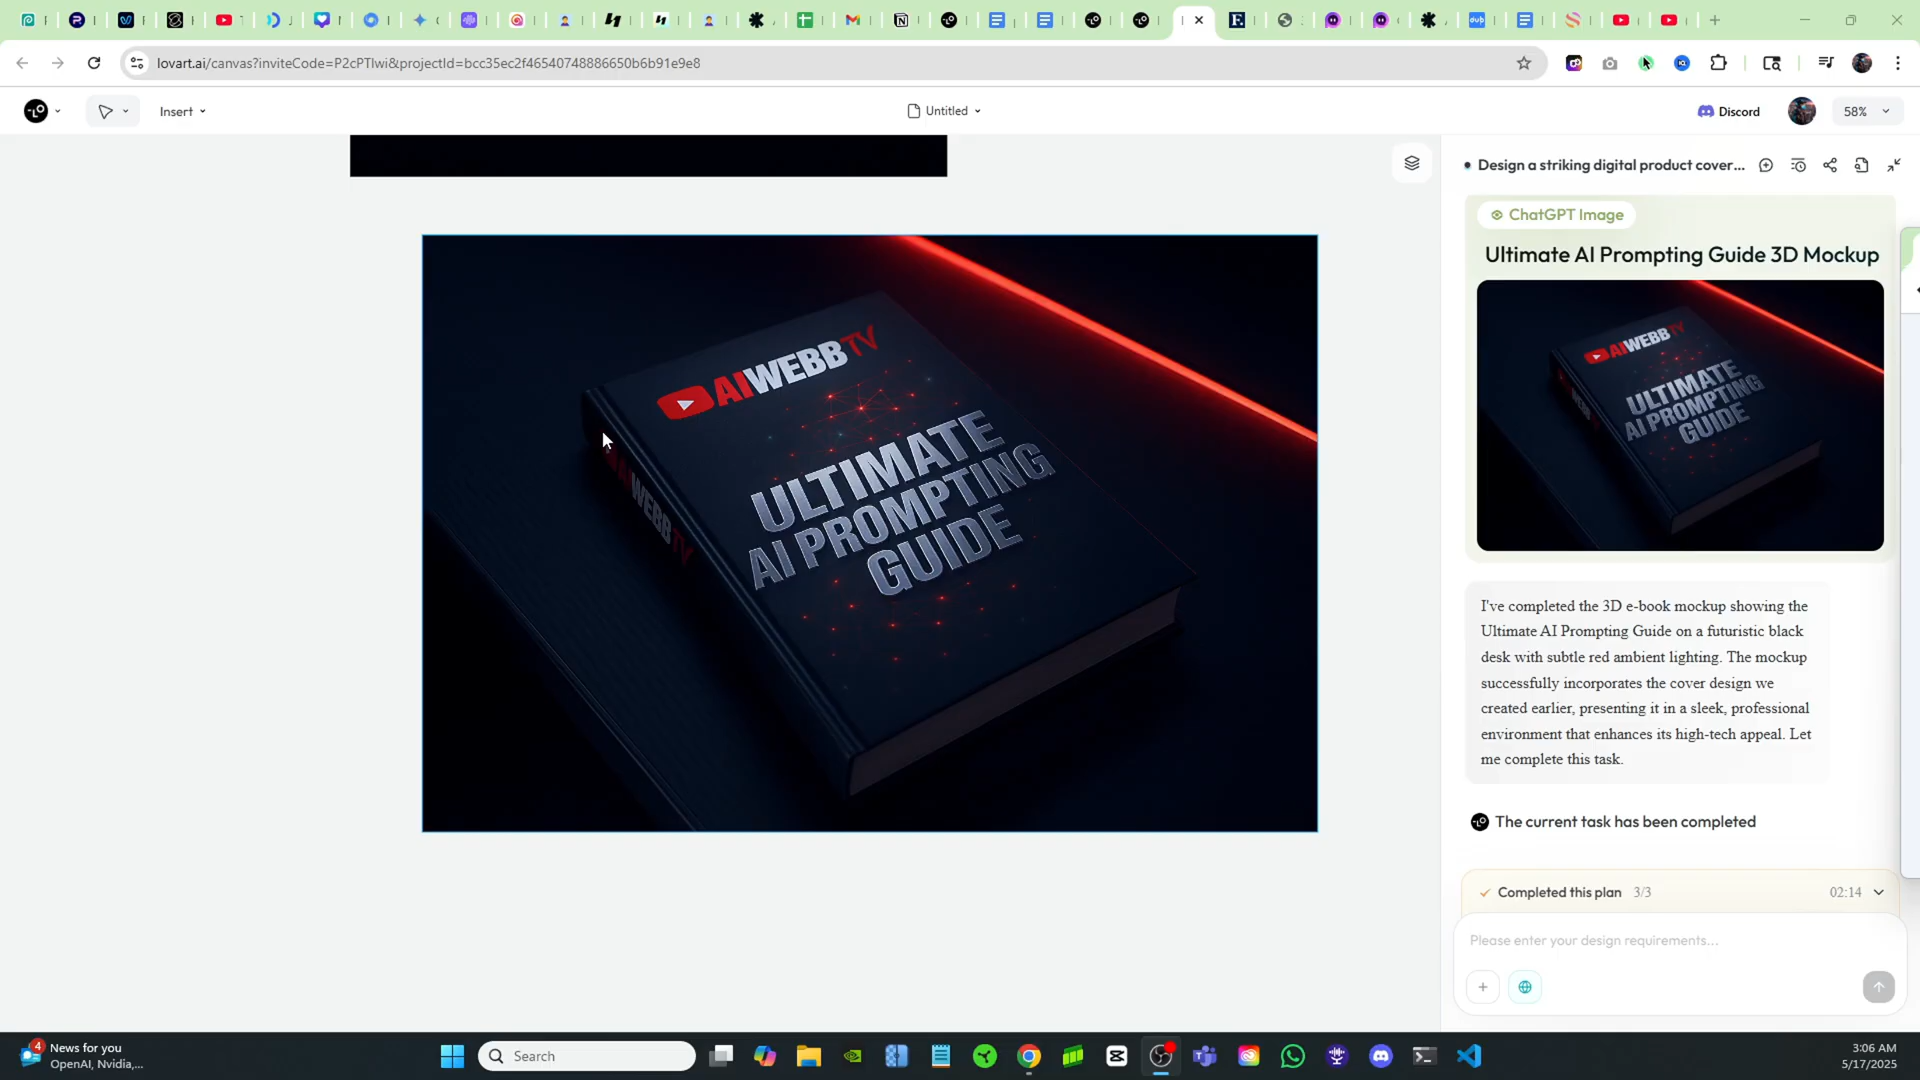 lovart.ai/canvas?inviteCode=P2cPTIwi&projectId=bcc35ec2f46540748886650b6b91e9e8
Insert
Untitled
Discord
58%
Design a striking digital product cover...
ChatGPT Image
Ultimate AI Prompting Guide 3D Mockup
AIWEBBTV
ULTIMATE
AI PROMPTING
GUIDE
AIWEBBTV
AIWEBBTV
ULTIMATE
AI PROMPTING
GUIDE
I've completed the 3D e-book mockup showing the
Ultimate AI Prompting Guide on a futuristic black
desk with subtle red ambient lighting. The mockup
successfully incorporates the cover design we
created earlier, presenting it in a sleek, professional
environment that enhances its high-tech appeal. Let
me complete this task.
The current task has been completed
Completed this plan 3/3 02:14
Please enter your design requirements...
4
News for you
OpenAI, Nvidia,...
Search
3:06 AM
5/17/2025